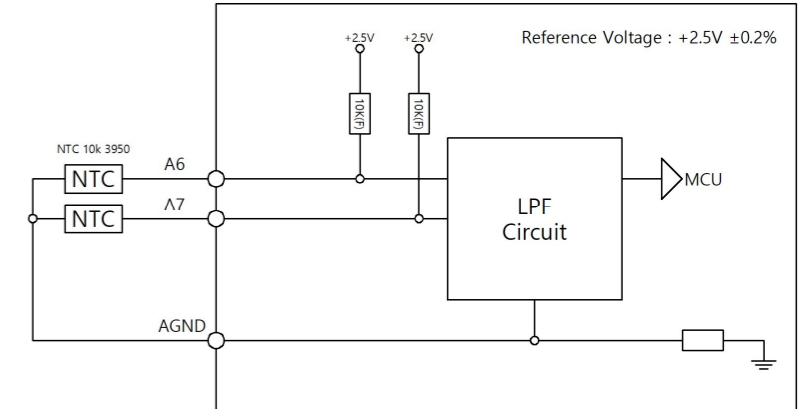 +2.5V
+2.5V
Reference Voltage : +2.5V ±0.2%
10K(F)
10K(F)
NTC 10k 3950
A6
NTC
MCU
Λ7
NTC
LPF
Circuit
AGND